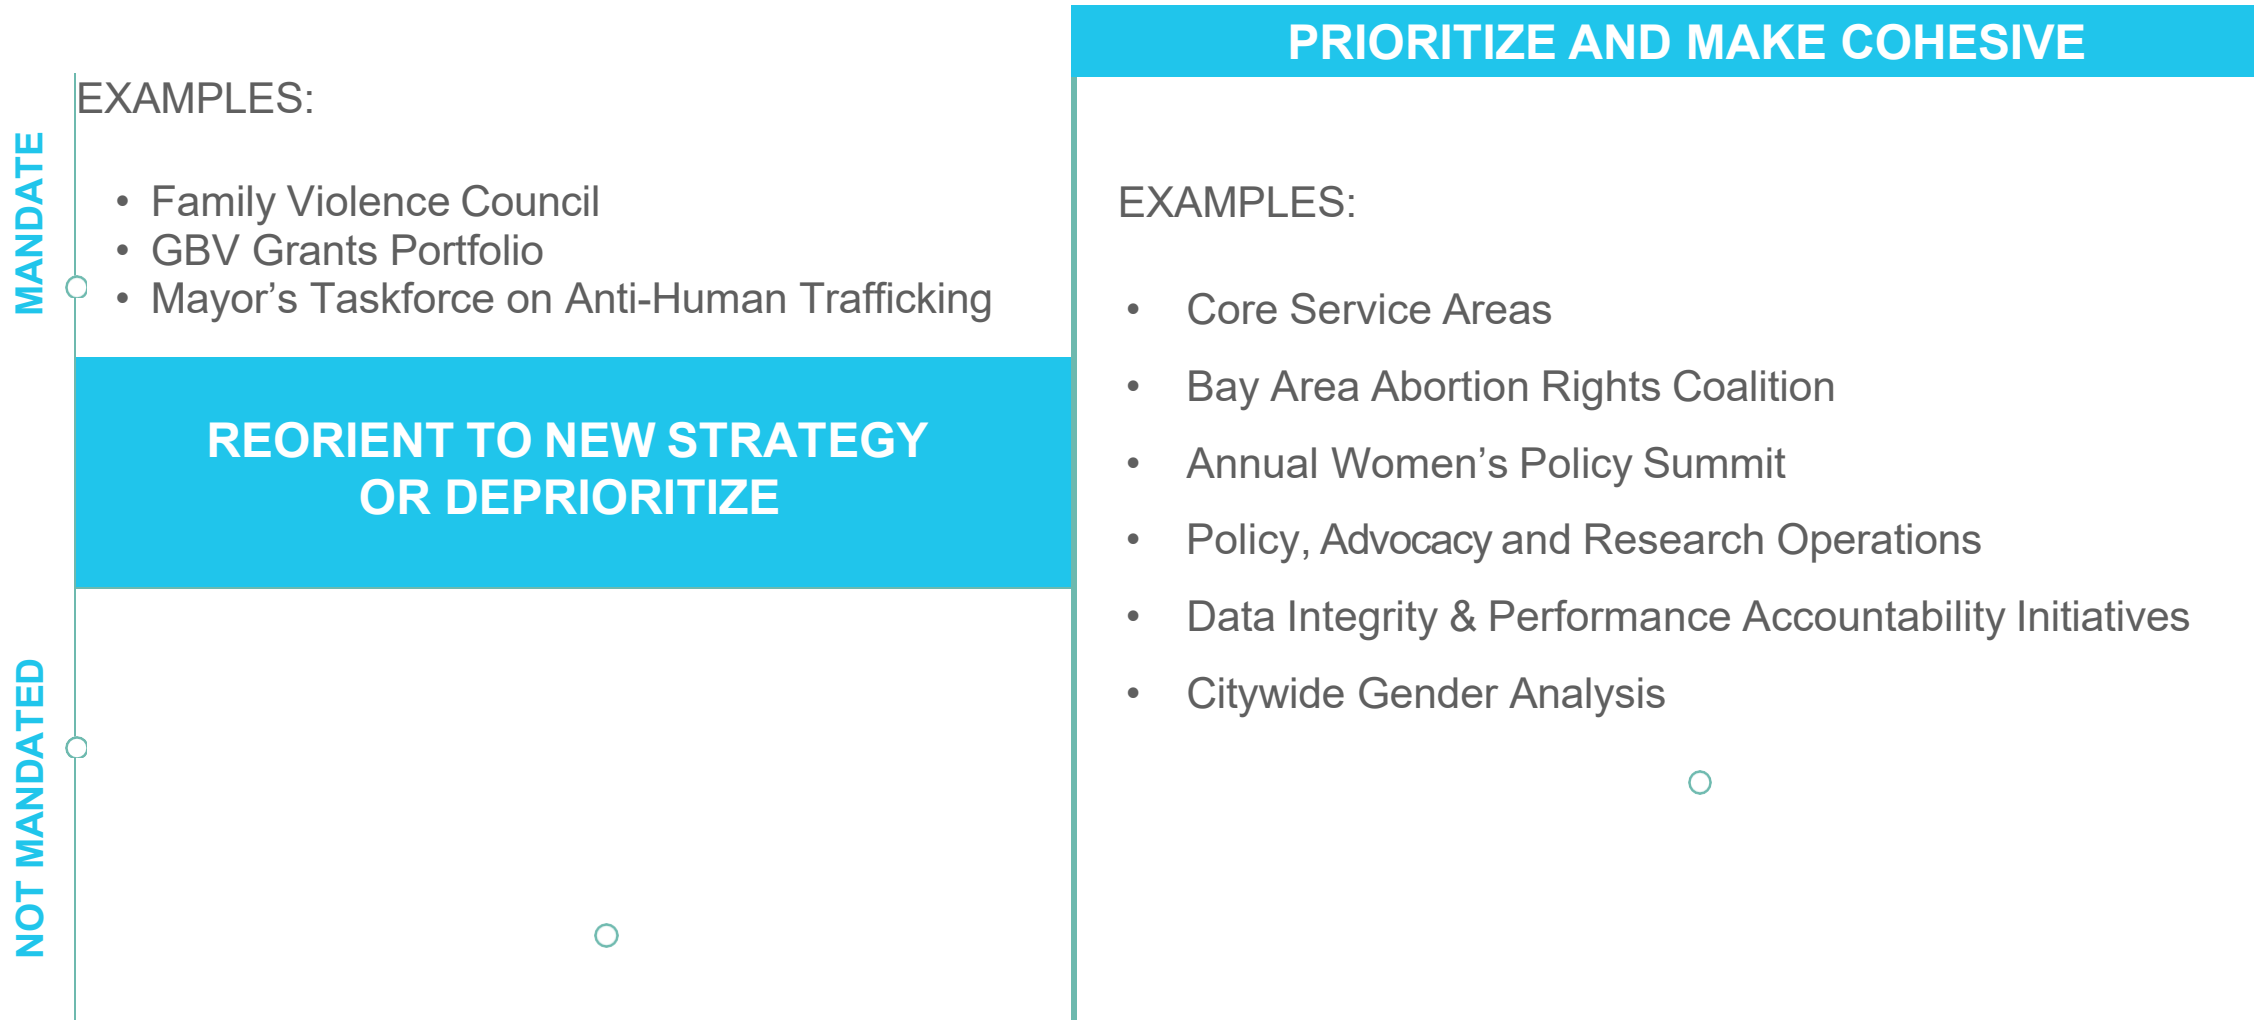 MANDATE
EXAMPLES:
• Family Violence Council
• GBV Grants Portfolio
• Mayor’s Taskforce on Anti-Human Trafficking
REORIENT TO NEW STRATEGY
OR DEPRIORITIZE
NOT MANDATED
PRIORITIZE AND MAKE COHESIVE
EXAMPLES:
• Core Service Areas
• Bay Area Abortion Rights Coalition
• Annual Women’s Policy Summit
• Policy, Advocacy and Research Operations
• Data Integrity & Performance Accountability Initiatives
• Citywide Gender Analysis